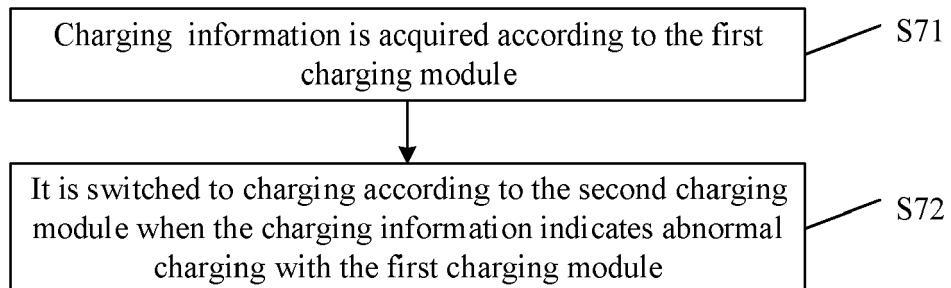 Charging information is acquired according to the first
charging module
S71
It is switched to charging according to the second charging
module when the charging information indicates abnormal
charging with the first charging module
S72